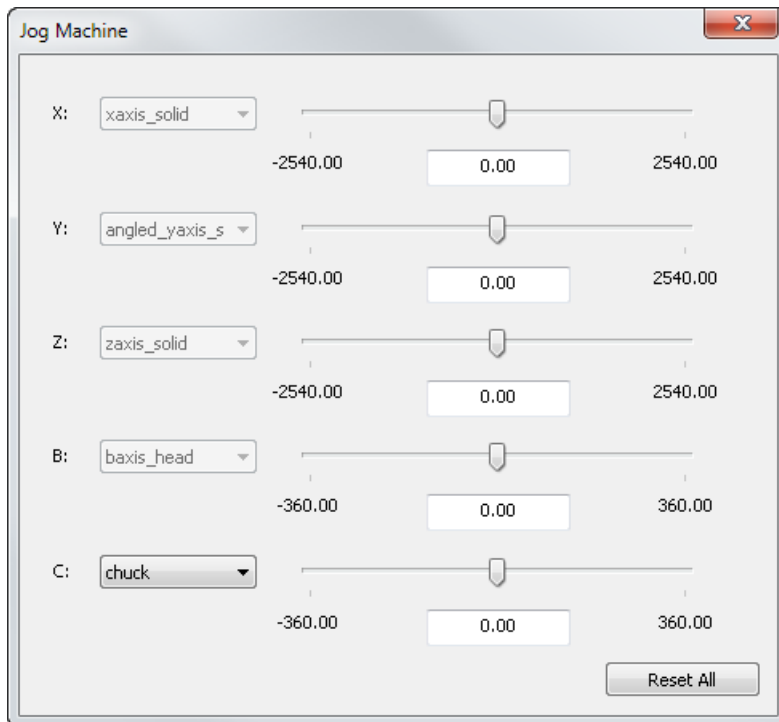 Jog Machine
X: xaxis_solid
-2540.00 0.00 2540.00
Y: angled_yaxis_s
-2540.00 0.00 2540.00
Z: zaxis_solid
-2540.00 0.00 2540.00
B: baxis_head
-360.00 0.00 360.00
C: chuck
-360.00 0.00 360.00
Reset All